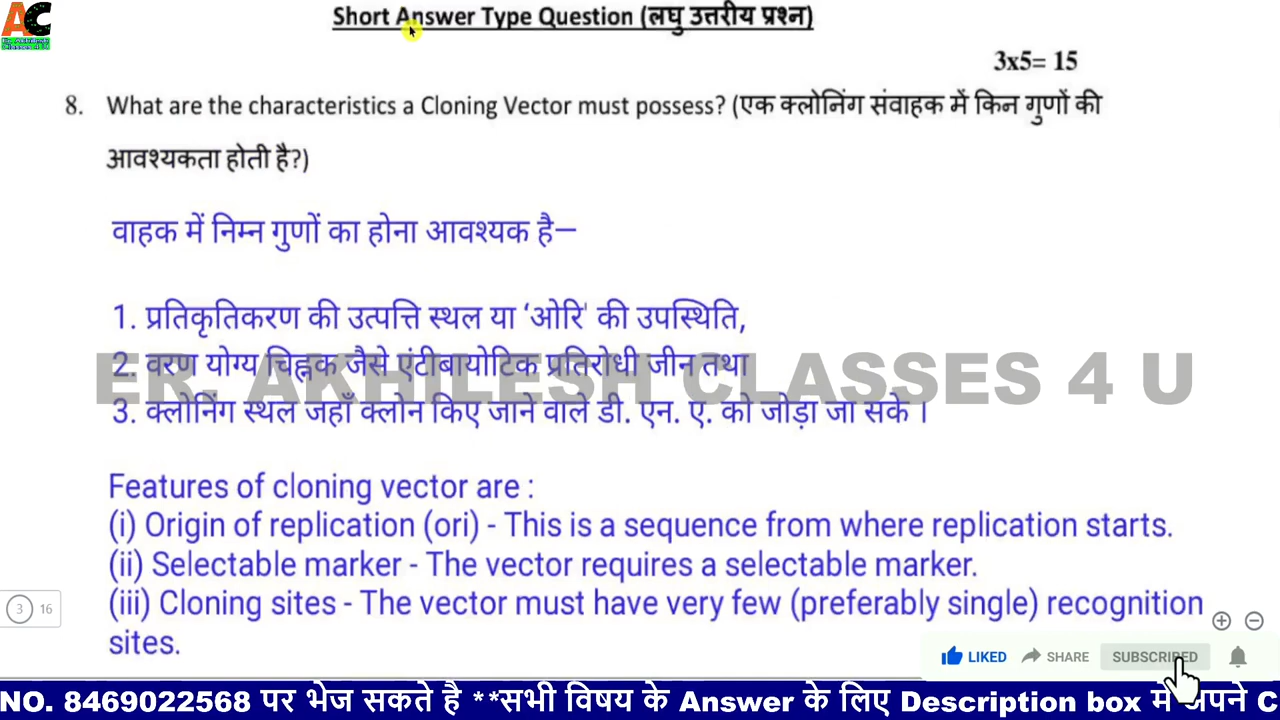 AC
Short Answer Type Question (लघु उत्तरीय प्रश्न)
3x5= 15
8. What are the characteristics a Cloning Vector must possess? (एक क्लोनिंग संवाहक में किन गुणों की
आवश्यकता होती है?)
वाहक में निम्न गुणों का होना आवश्यक है—
1. प्रतिकृतिकरण की उत्पत्ति स्थल या ‘ओरि' की उपस्थिति,
2. वरण योग्य चिह्नक जैसे एंटीबायोटिक प्रतिरोधी जीन तथा
ER. AKHILESH CLASSES 4 U
3. क्लोनिंग स्थल जहाँ क्लोन किए जाने वाले डी. एन. ए. को जोड़ा जा सके ।
Features of cloning vector are :
(i) Origin of replication (ori) - This is a sequence from where replication starts.
(ii) Selectable marker - The vector requires a selectable marker.
(iii) Cloning sites - The vector must have very few (preferably single) recognition
sites.
3 16
LIKED SHARE SUBSCRIBED
NO. 8469022568 पर भेज सकते है **सभी विषय के Answer के लिए Description box में अपने C